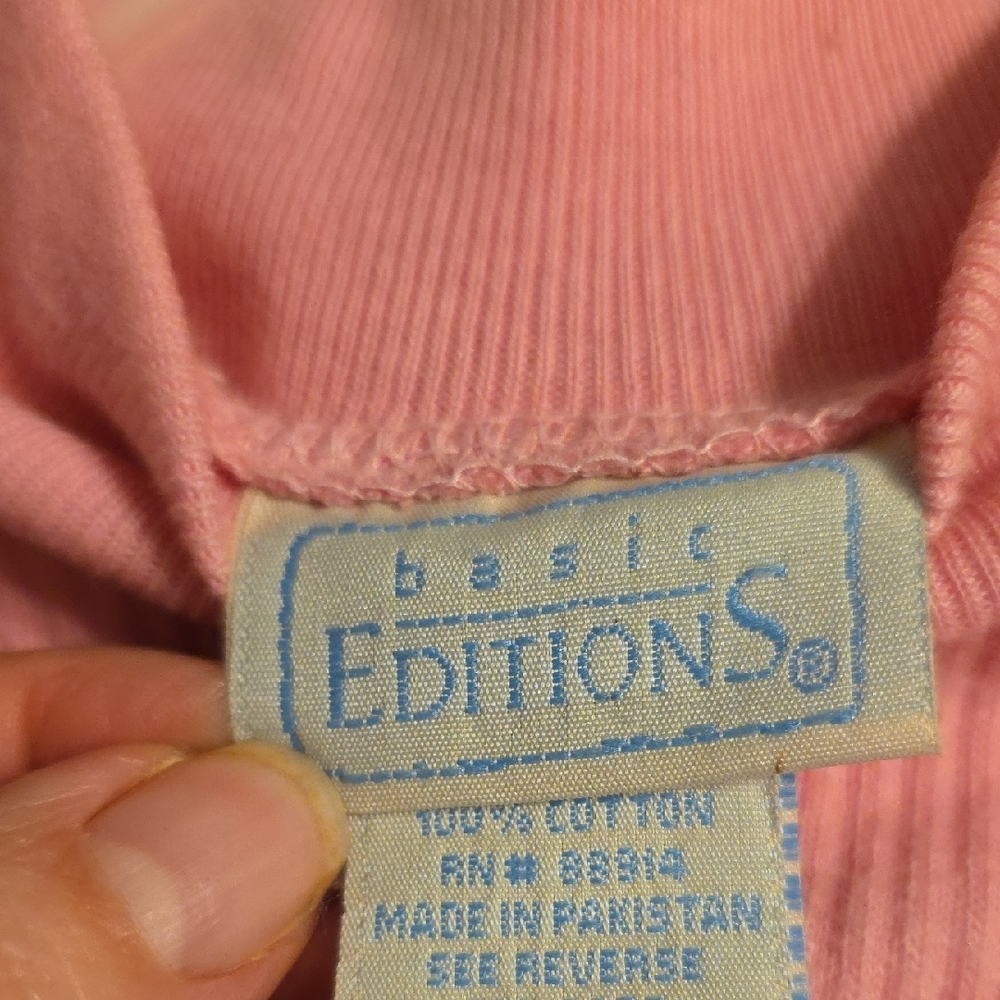 basic
EDITIONS®
100% COTTON
RN# 88914
MADE IN PAKISTAN
SEE REVERSE